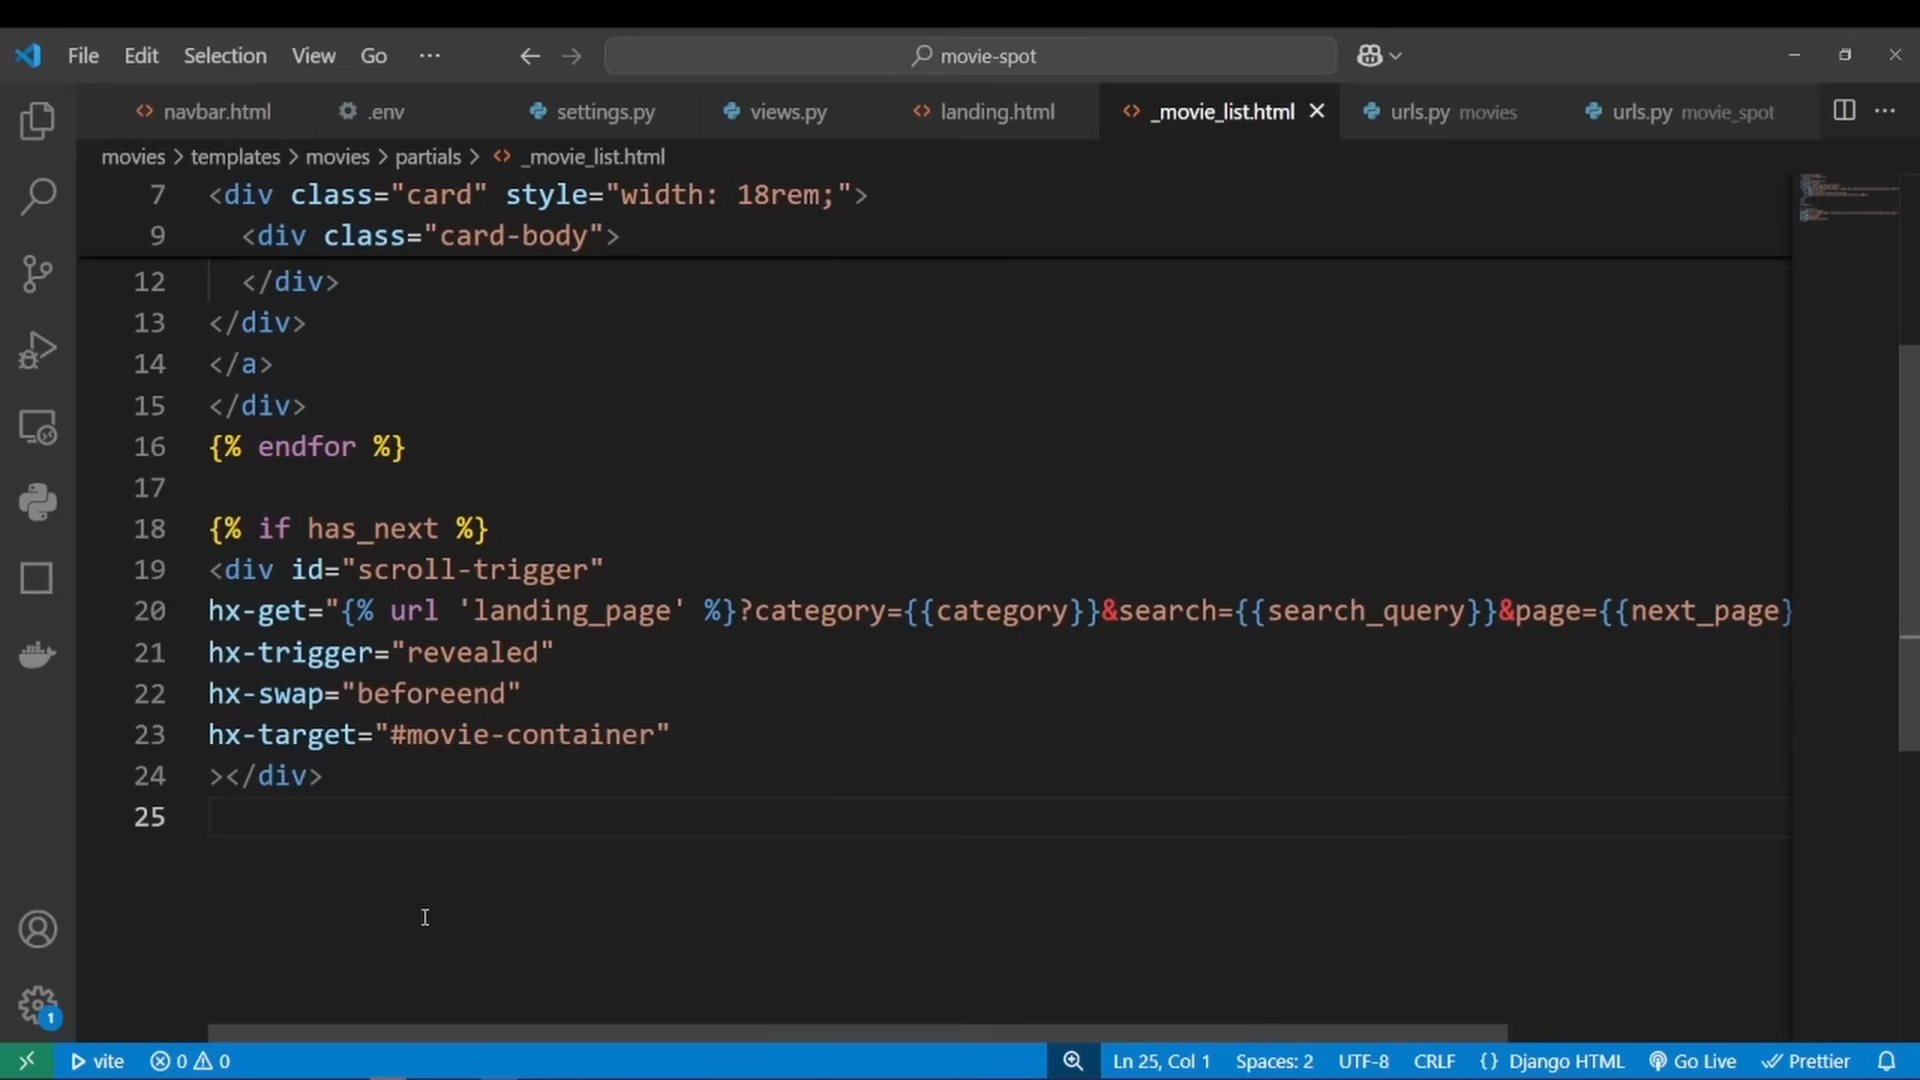 File Edit Selection View Go ··· movie-spot
navbar.html .env settings.py views.py landing.html _movie_list.html urls.py movies urls.py movie_spot
movies > templates > movies > partials > _movie_list.html
7 <div class="card" style="width: 18rem;">
9 <div class="card-body">
12 </div>
13 </div>
14 </a>
15 </div>
16 {% endfor %}
17
18 {% if has_next %}
19 <div id="scroll-trigger"
20 hx-get="{% url 'landing_page' %}?category={{category}}&search={{search_query}}&page={{next_page}
21 hx-trigger="revealed"
22 hx-swap="beforeend"
23 hx-target="#movie-container"
24 ></div>
25
1
vite 0 0 Ln 25, Col 1 Spaces: 2 UTF-8 CRLF {} Django HTML Go Live Prettier